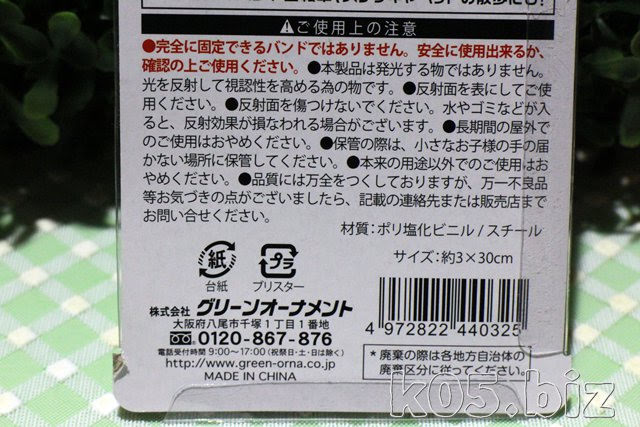 ⚠ご使用上の注意
●完全に固定できるバンドではありません。安全に使用出来るか、
確認の上ご使用ください。●本製品は発光する物ではありません。
光を反射して視認性を高める為の物です。●反射面を表にしてご使
用ください。●反射面を傷つけないでください。水やゴミなどが入
ると、反射効果が損なわれる場合がございます。●長期間の屋外で
のご使用はおやめください。●保管の際は、小さなお子様の手の届
かない場所に保管してください。●本来の用途以外でのご使用はお
やめください。●品質には万全をつくしておりますが、万一不良品
等お気づきの点がございましたら、記載の連絡先または販売店まで
お問い合せください。
材質：ポリ塩化ビニル / スチール
サイズ：約3×30cm
紙 プラ
台紙 ブリスター
株式会社 グリーンオーナメント
大阪府八尾市千塚1丁目1番地
0120-867-876
電話受付時間 9:00～17:00（祝祭日・土・日は除く）
http://www.green-orna.co.jp
MADE IN CHINA
4 972822 440325
＊廃棄の際は各地方自治体の
廃棄区分に従ってください。
k05.biz